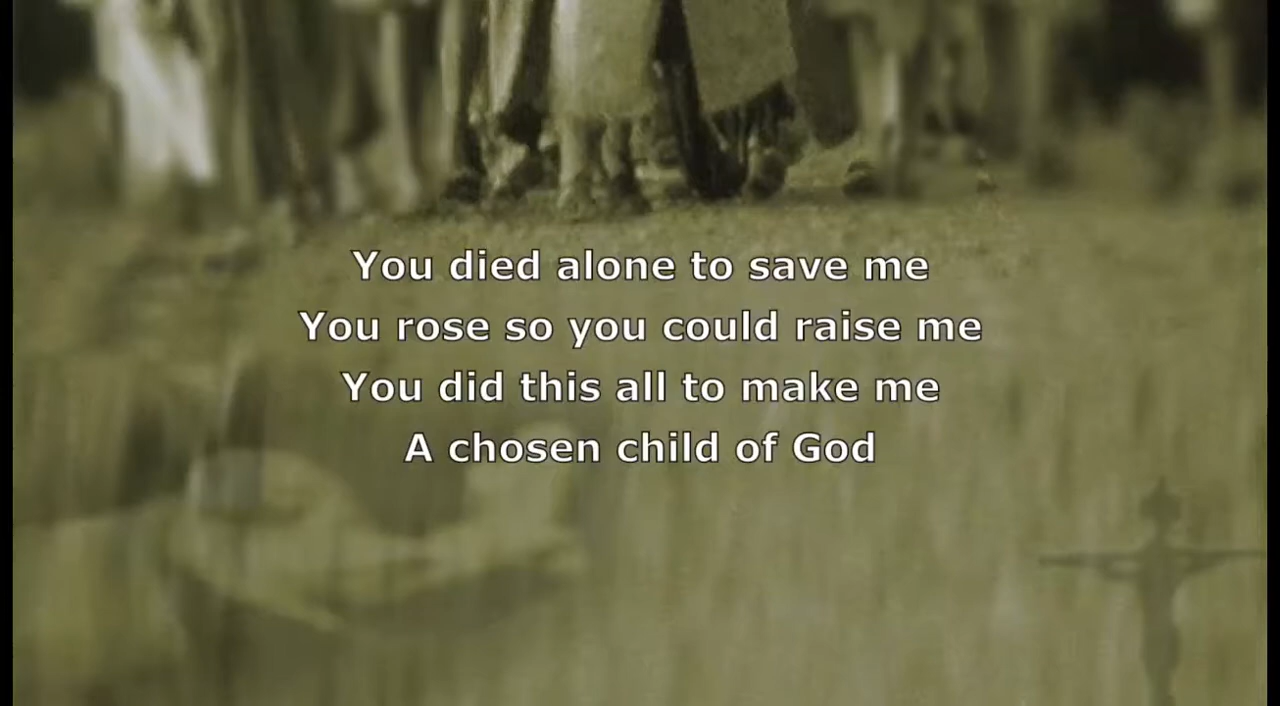 You died alone to save me
You rose so you could raise me
You did this all to make me
A chosen child of God